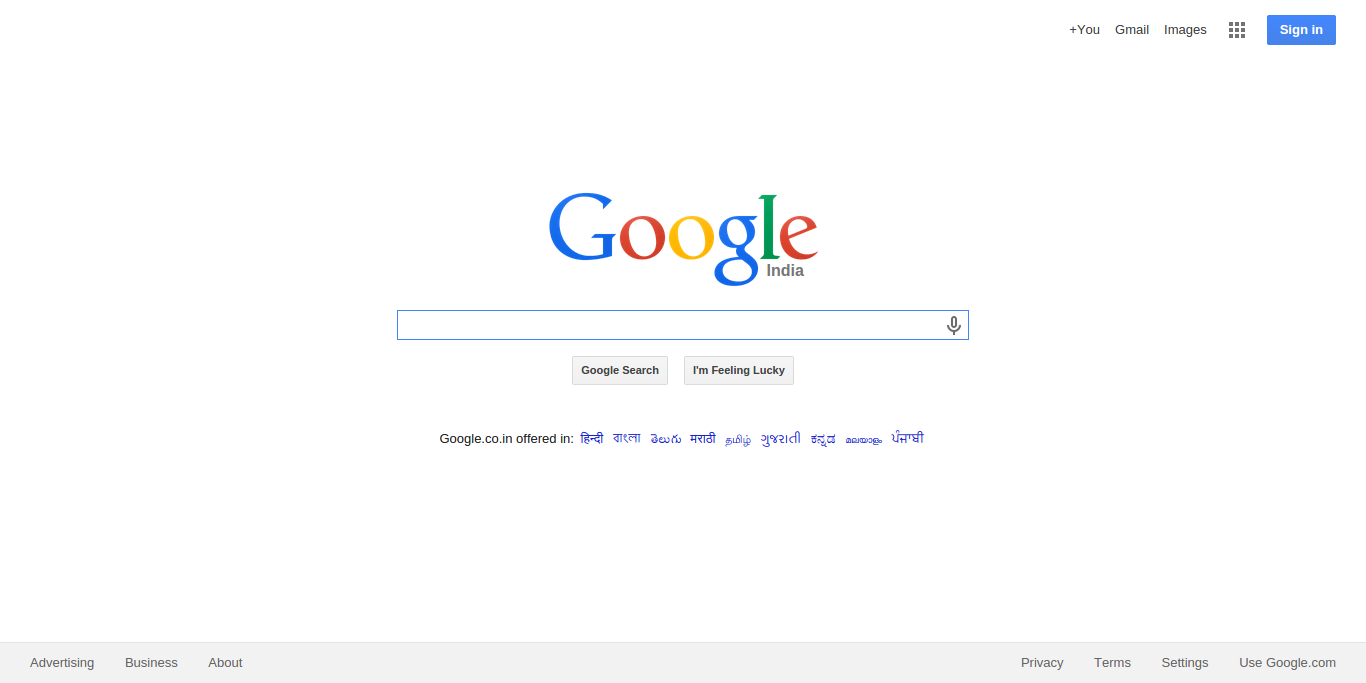 +You Gmail Images Sign in
Google
India
Google Search I'm Feeling Lucky
Google.co.in offered in: हिन्दी বাংলা తెలుగు मराठी தமிழ் ગુજરાતી ಕನ್ನಡ മലയാളം ਪੰਜਾਬੀ
Advertising Business About Privacy Terms Settings Use Google.com